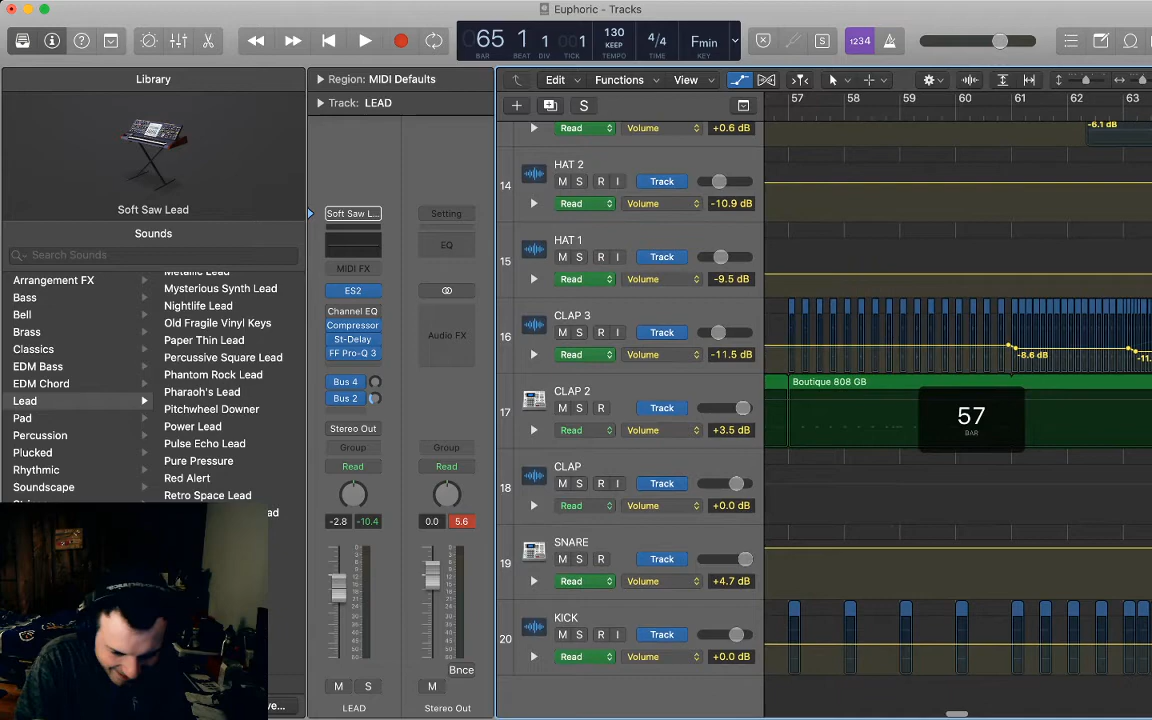 Euphoric - Tracks
65 1 1 001
BAR BEAT DIV TICK
130
KEEP
TEMPO
4/4
TIME
Fmin
KEY
S
1234
Library
Soft Saw Lead
Sounds
Search Sounds
Arrangement FX
Bass
Bell
Brass
Classics
EDM Bass
EDM Chord
Lead
Pad
Percussion
Plucked
Rhythmic
Soundscape
Metallic Lead
Mysterious Synth Lead
Nightlife Lead
Old Fragile Vinyl Keys
Paper Thin Lead
Percussive Square Lead
Phantom Rock Lead
Pharaoh's Lead
Pitchwheel Downer
Power Lead
Pulse Echo Lead
Pure Pressure
Red Alert
Retro Space Lead
Region: MIDI Defaults
Track: LEAD
Soft Saw L...
MIDI FX
ES2
Channel EQ
Compressor
St-Delay
FF Pro-Q 3
Bus 4
Bus 2
Stereo Out
Group
Read
-2.8 -10.4
M S
LEAD
Setting
EQ
Audio FX
Group
Read
0.0 5.6
Bnce
M
Stereo Out
Edit Functions View
S
57 58 59 60 61 62 63
Read Volume +0.6 dB
-6.1 dB
14
HAT 2
M S R I Track
Read Volume -10.9 dB
15
HAT 1
M S R I Track
Read Volume -9.5 dB
16
CLAP 3
M S R I Track
Read Volume -11.5 dB
-8.6 dB
17
CLAP 2
M S R Track
Read Volume +3.5 dB
Boutique 808 GB
57
BAR
18
CLAP
M S R I Track
Read Volume +0.0 dB
19
SNARE
M S R Track
Read Volume +4.7 dB
20
KICK
M S R I Track
Read Volume +0.0 dB